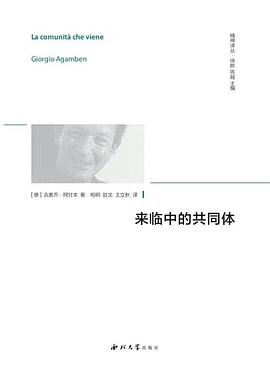 La comunità che viene
Giorgio Agamben
精神译丛·徐晔 陈越 主编
[意] 吉奥乔·阿甘本 著 相明 赵文 王立秋 译
来临中的共同体
西北大学出版社